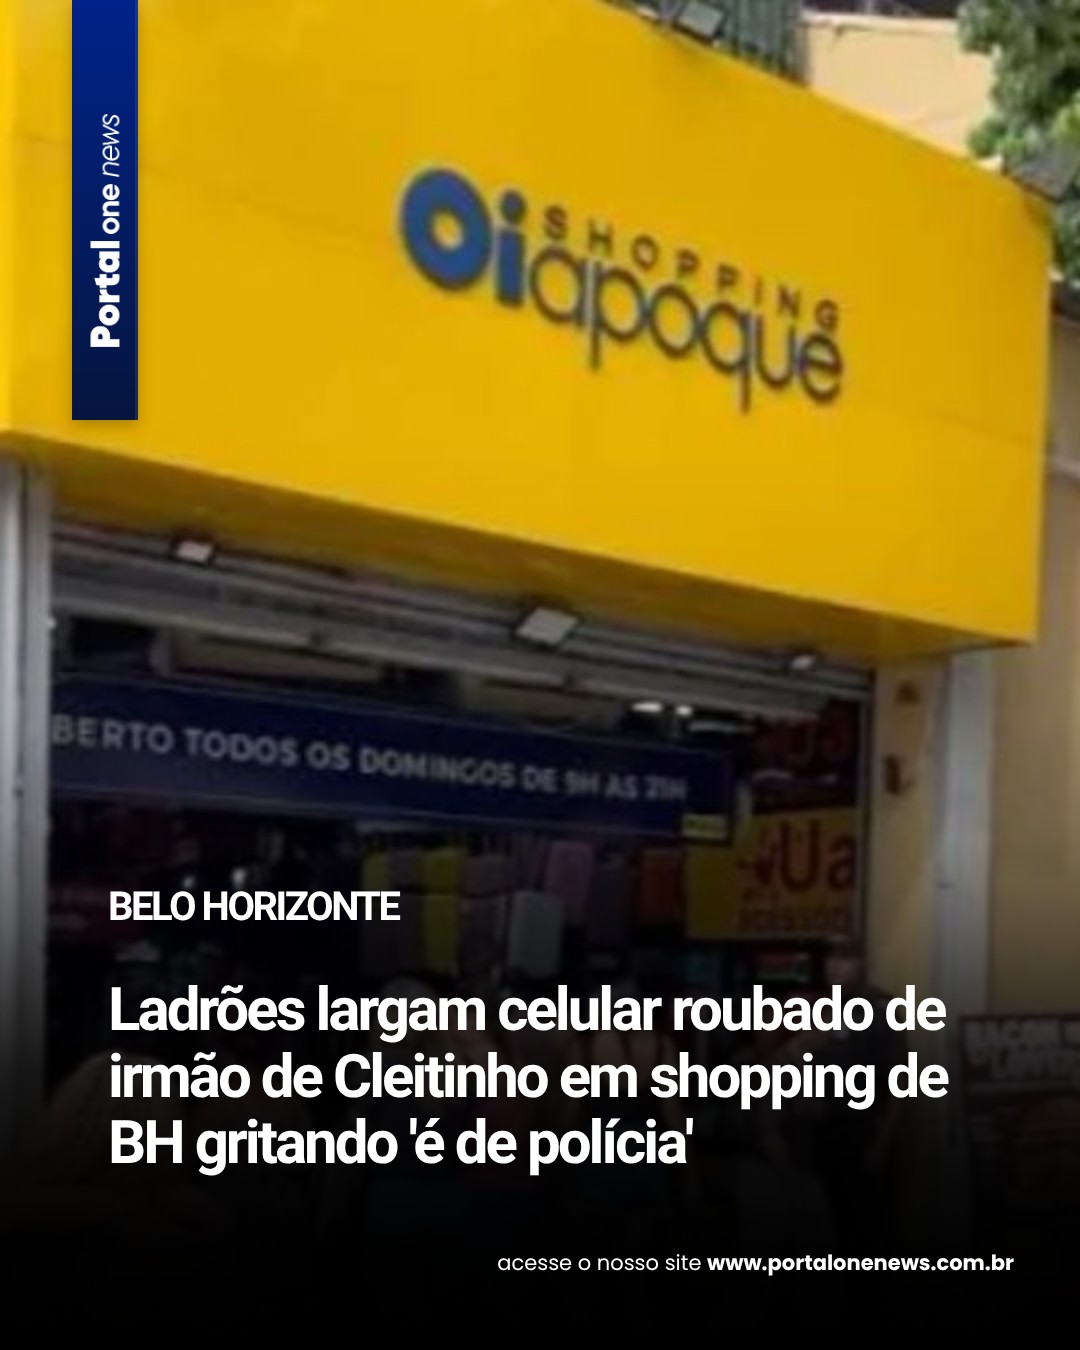 Portal one news
SHOPPING
Oiapoque
BERTO TODOS OS DOMINGOS DE 9H AS 21H
Ua
BELO HORIZONTE
Ladrões largam celular roubado de
irmão de Cleitinho em shopping de
BH gritando 'é de polícia'
acesse o nosso site www.portalonenews.com.br